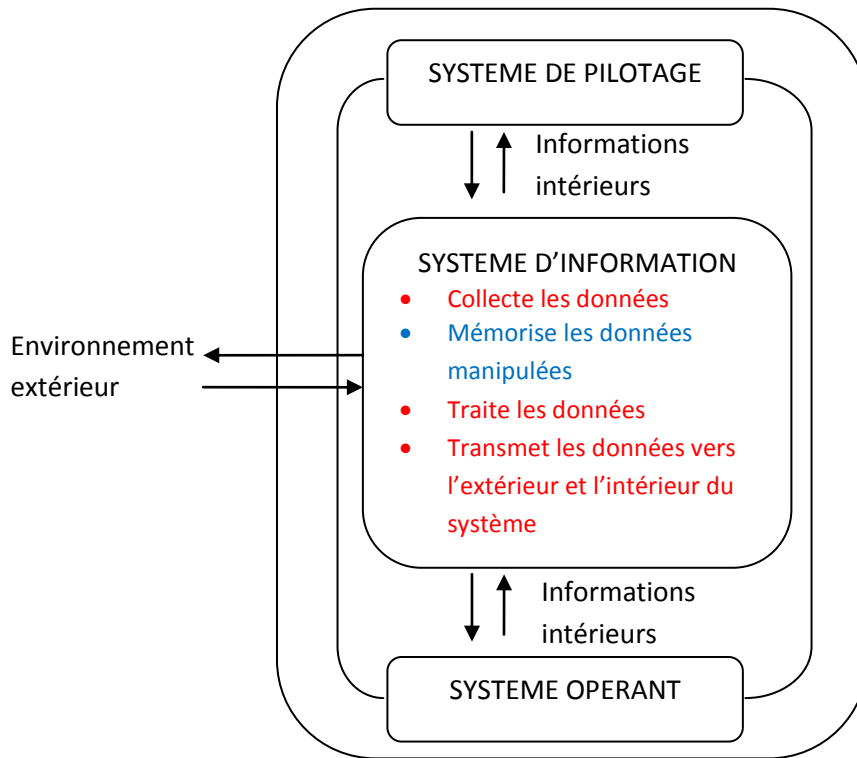 SYSTEME DE PILOTAGE
Informations
intérieurs
SYSTEME D’INFORMATION
• Collecte les données
• Mémorise les données
manipulées
• Traite les données
• Transmet les données vers
l’extérieur et l’intérieur du
système
Environnement
extérieur
Informations
intérieurs
SYSTEME OPERANT